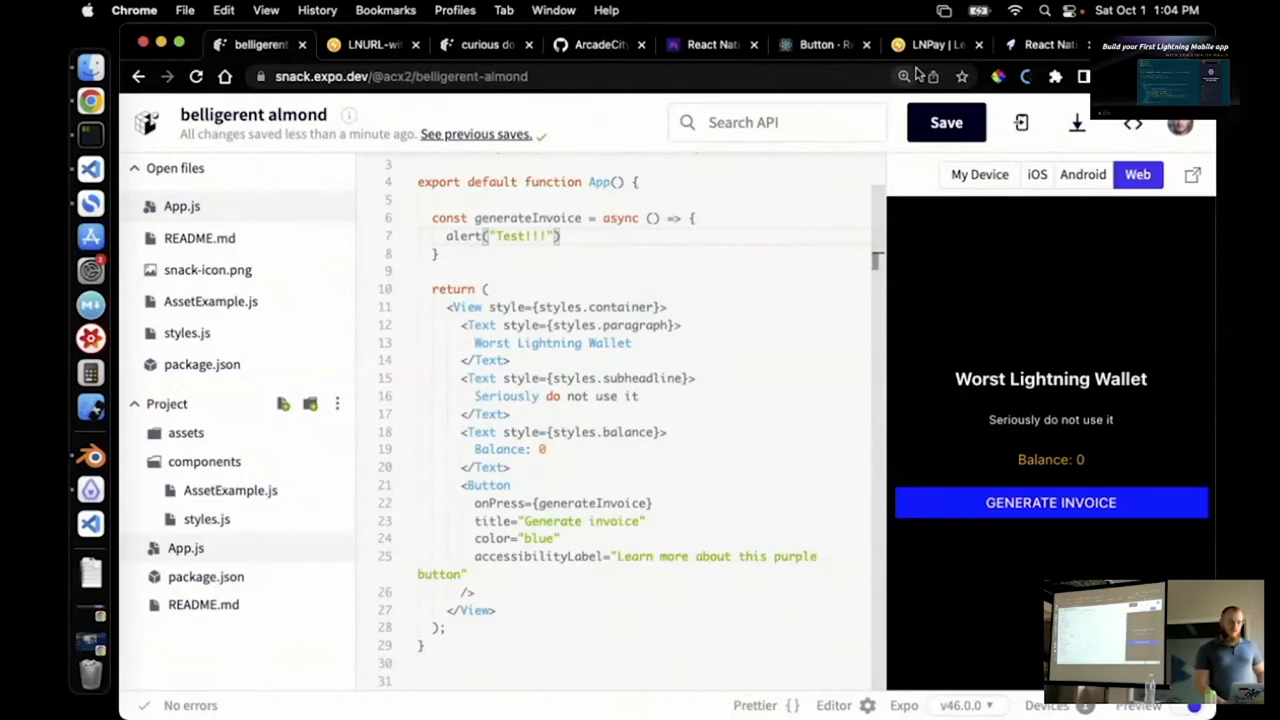 Chrome File Edit View History Bookmarks Profiles Tab Window Help Sat Oct 1 1:04 PM
belligerent LNURL-wi curious do ArcadeCity React Nat Button · Re LNPay | Le React Nati
Build your First Lightning Mobile app
snack.expo.dev/@acx2/belligerent-almond
belligerent almond
All changes saved less than a minute ago. See previous saves.
Search API
Save
Open files
My Device iOS Android Web
App.js
README.md
snack-icon.png
AssetExample.js
styles.js
package.json
Project
assets
components
AssetExample.js
styles.js
App.js
package.json
README.md
3
4 export default function App() {
5
6 const generateInvoice = async () => {
7 alert("Test!!!")
8 }
9
10 return (
11 <View style={styles.container}>
12 <Text style={styles.paragraph}>
13 Worst Lightning Wallet
14 </Text>
15 <Text style={styles.subheadline}>
16 Seriously do not use it
17 </Text>
18 <Text style={styles.balance}>
19 Balance: 0
20 </Text>
21 <Button
22 onPress={generateInvoice}
23 title="Generate invoice"
24 color="blue"
25 accessibilityLabel="Learn more about this purple
button"
26 />
27 </View>
28 );
29 }
30
31
Worst Lightning Wallet
Seriously do not use it
Balance: 0
GENERATE INVOICE
No errors
Prettier {} Editor Expo v46.0.0 Devices 1 Preview